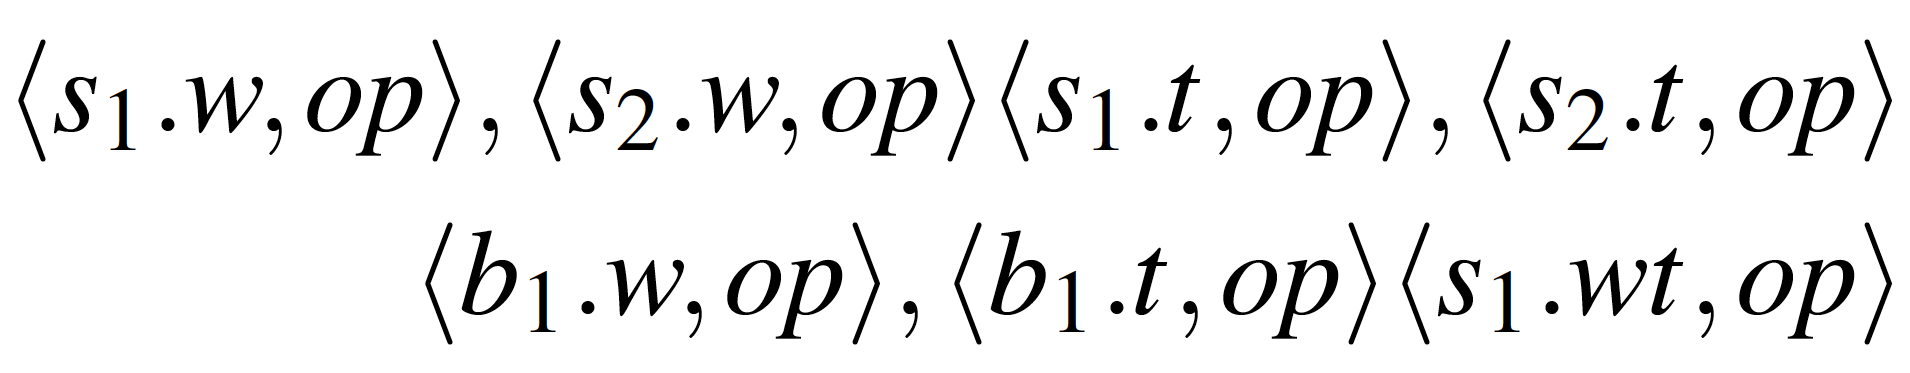 ⟨s₁.w, op⟩, ⟨s₂.w, op⟩⟨s₁.t, op⟩, ⟨s₂.t, op⟩
⟨b₁.w, op⟩, ⟨b₁.t, op⟩⟨s₁.wt, op⟩